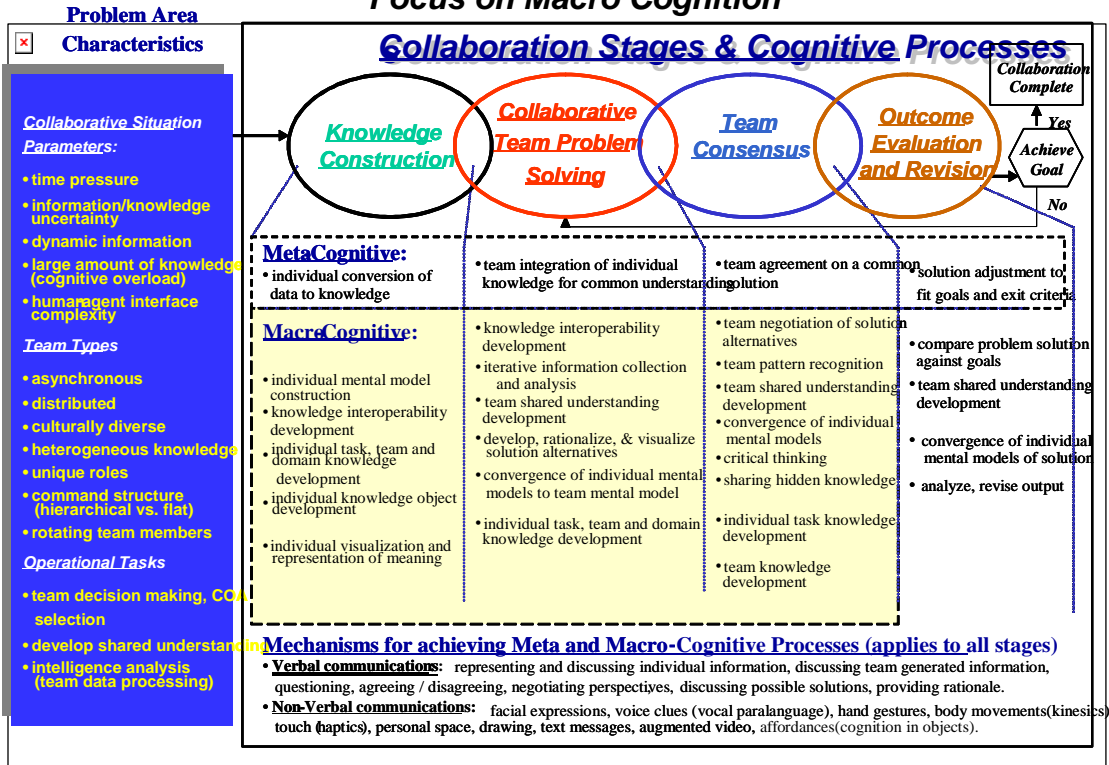 Focus on Macro Cognition
Problem Area
Characteristics
Collaborative Situation
Parameters:
• time pressure
• information/knowledge
uncertainty
• dynamic information
• large amount of knowledge
(cognitive overload)
• human-agent interface
complexity
Team Types
• asynchronous
• distributed
• culturally diverse
• heterogeneous knowledge
• unique roles
• command structure
(hierarchical vs. flat)
• rotating team members
Operational Tasks
• team decision making, COA
selection
• develop shared understanding
• intelligence analysis
(team data processing)
Collaboration Stages & Cognitive Processes
Knowledge
Construction
Collaborative
Team Problem
Solving
Team
Consensus
Outcome
Evaluation
and Revision
Collaboration
Complete
Yes
Achieve
Goal
No
MetaCognitive:
• individual conversion of
data to knowledge
• team integration of individual
knowledge for common understanding
• team agreement on a common
solution
• solution adjustment to
fit goals and exit criteria
MacroCognitive:
• individual mental model
construction
• knowledge interoperability
development
• individual task, team and
domain knowledge
development
• individual knowledge object
development
• individual visualization and
representation of meaning
• knowledge interoperability
development
• iterative information collection
and analysis
• team shared understanding
development
• develop, rationalize, & visualize
solution alternatives
• convergence of individual mental
models to team mental model
• individual task, team and domain
knowledge development
• team negotiation of solution
alternatives
• team pattern recognition
• team shared understanding
development
• convergence of individual
mental models
• critical thinking
• sharing hidden knowledge
• individual task knowledge
development
• team knowledge
development
• compare problem solution
against goals
• team shared understanding
development
• convergence of individual
mental models of solution
• analyze, revise output
Mechanisms for achieving Meta and Macro-Cognitive Processes (applies to all stages)
• Verbal communications: representing and discussing individual information, discussing team generated information,
questioning, agreeing / disagreeing, negotiating perspectives, discussing possible solutions, providing rationale.
• Non-Verbal communications: facial expressions, voice clues (vocal paralanguage), hand gestures, body movements(kinesics)
touch (haptics), personal space, drawing, text messages, augmented video, affordances(cognition in objects).